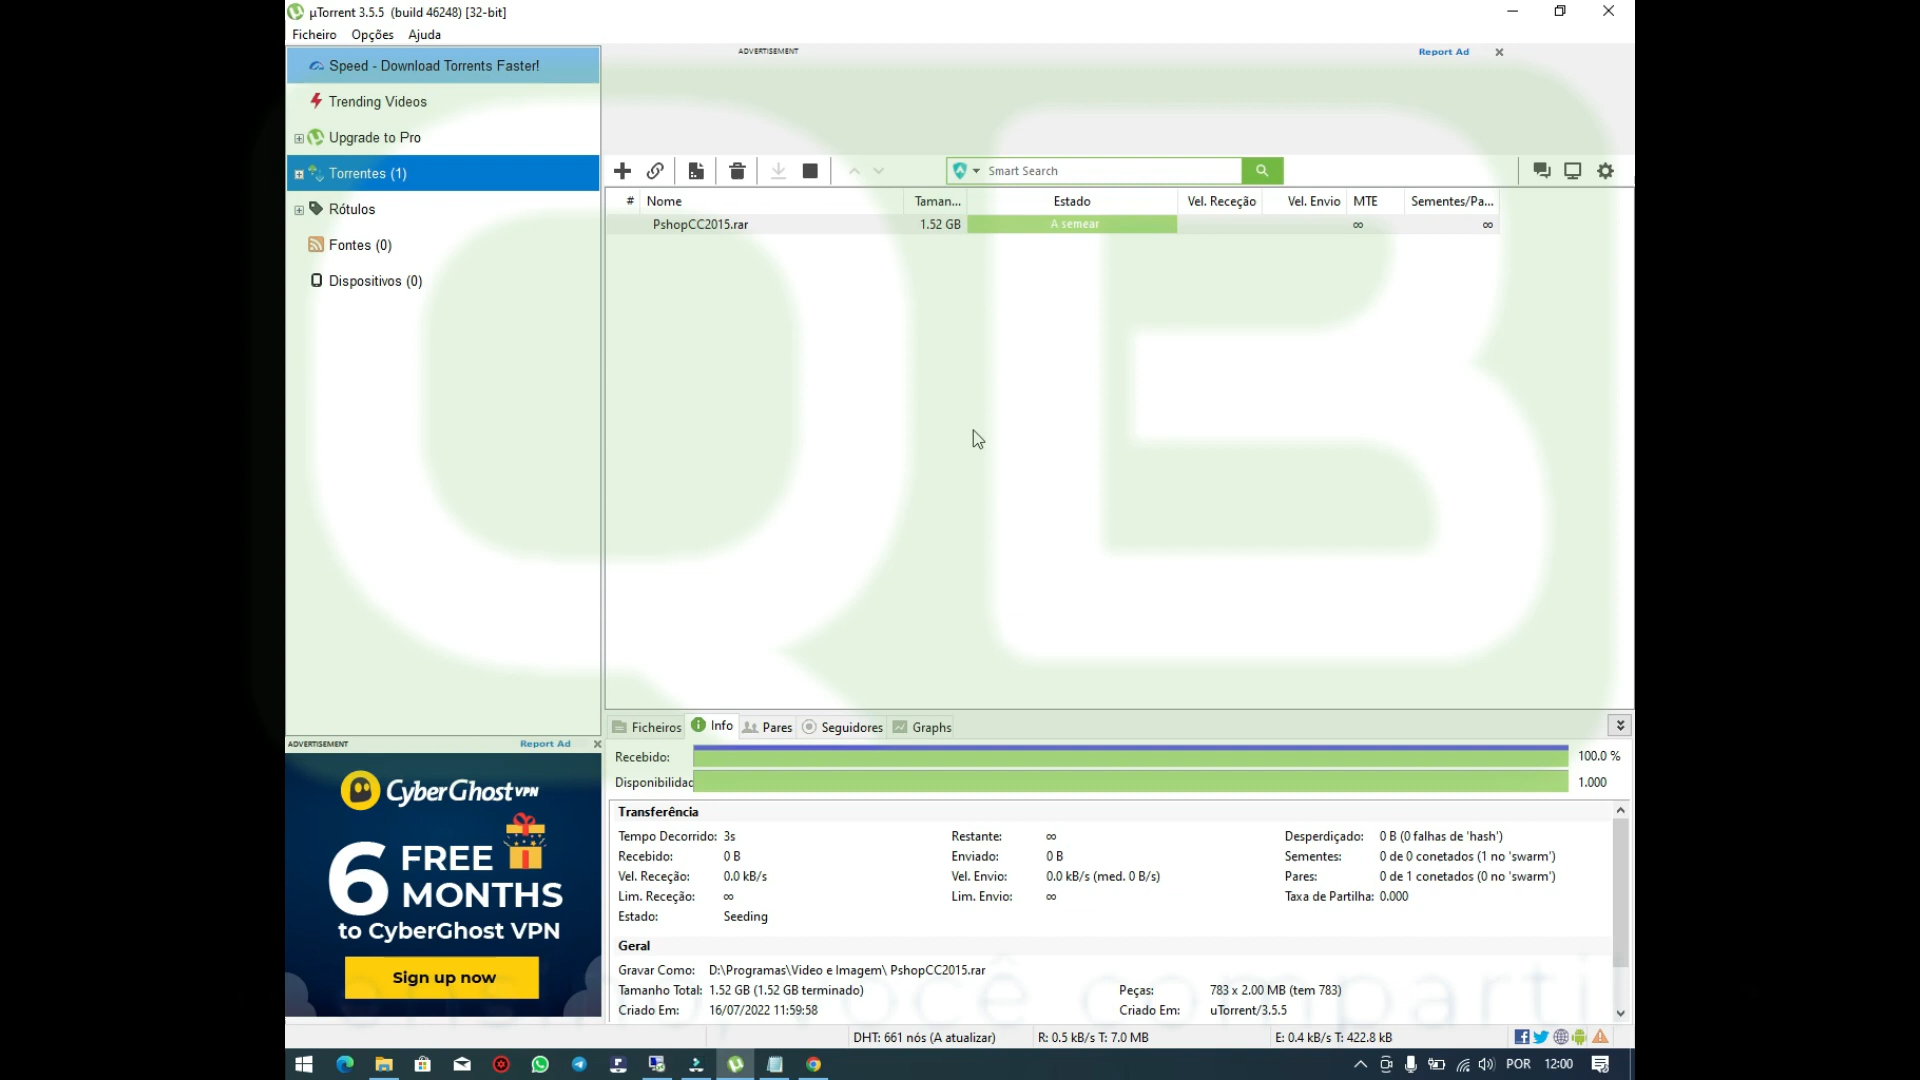 µTorrent 3.5.5 (build 46248) [32-bit]
Ficheiro Opções Ajuda
Speed - Download Torrents Faster!
Trending Videos
Upgrade to Pro
Torrentes (1)
Rótulos
Fontes (0)
Dispositivos (0)
ADVERTISEMENT Report Ad
Smart Search
# Nome Taman... Estado Vel. Receção Vel. Envio MTE Sementes/Pa...
PshopCC2015.rar 1.52 GB A semear ∞ ∞
QB
Ficheiros Info Pares Seguidores Graphs
Recebido: 100.0 %
Disponibilidad 1.000
Transferência
Tempo Decorrido: 3s Restante: ∞ Desperdiçado: 0 B (0 falhas de 'hash')
Recebido: 0 B Enviado: 0 B Sementes: 0 de 0 conetados (1 no 'swarm')
Vel. Receção: 0.0 kB/s Vel. Envio: 0.0 kB/s (med. 0 B/s) Pares: 0 de 1 conetados (0 no 'swarm')
Lim. Receção: ∞ Lim. Envio: ∞ Taxa de Partilha: 0.000
Estado: Seeding
Geral
Gravar Como: D:\Programas\Video e Imagem\ PshopCC2015.rar
Tamanho Total: 1.52 GB (1.52 GB terminado) Peças: 783 x 2.00 MB (tem 783)
Criado Em: 16/07/2022 11:59:58 Criado Em: uTorrent/3.5.5
ADVERTISEMENT Report Ad
CyberGhost VPN
6 FREE
MONTHS
to CyberGhost VPN
Sign up now
você comparti
DHT: 661 nós (A atualizar) R: 0.5 kB/s T: 7.0 MB E: 0.4 kB/s T: 422.8 kB
POR 12:00